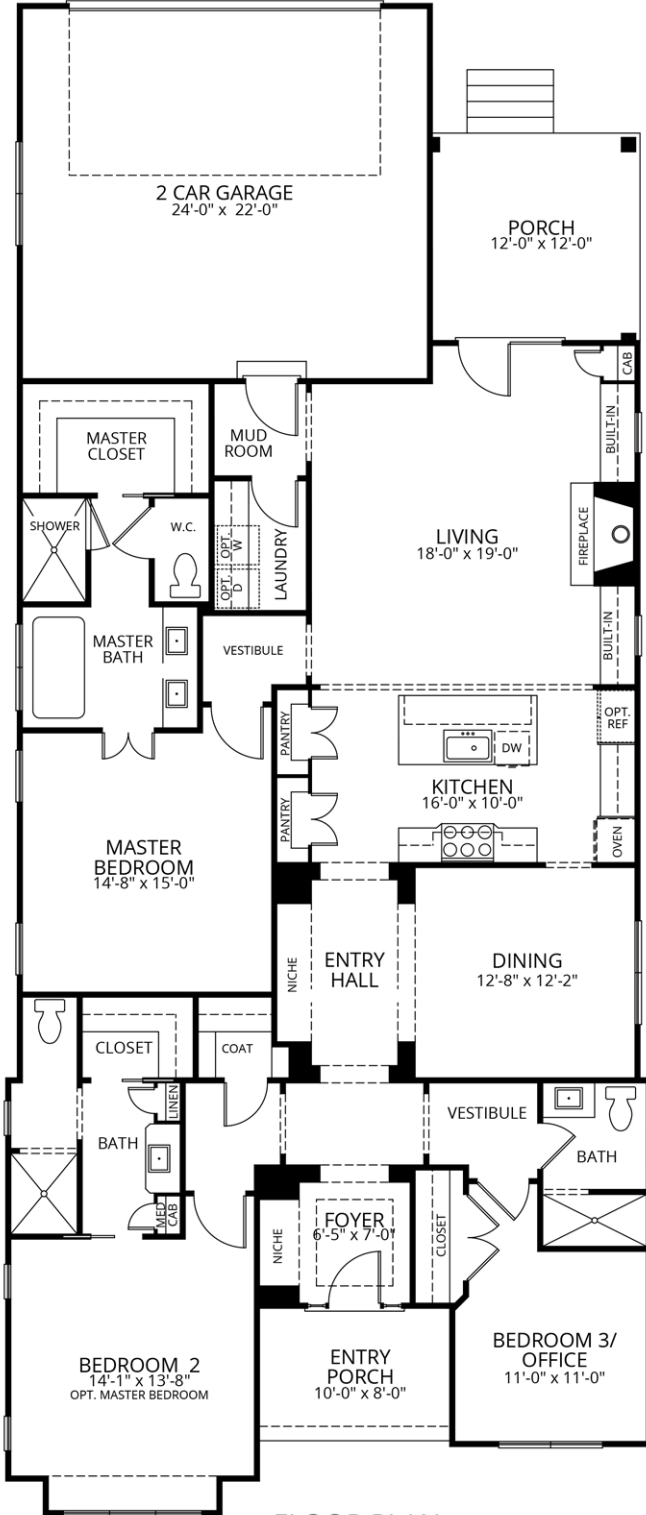 2 CAR GARAGE
24'-0" x 22'-0"
PORCH
12'-0" x 12'-0"
CAB
BUILT-IN
MASTER
CLOSET
MUD
ROOM
SHOWER
W.C.
OPT.
W
OPT.
D
LAUNDRY
LIVING
18'-0" x 19'-0"
FIREPLACE
BUILT-IN
MASTER
BATH
VESTIBULE
PANTRY
OPT.
REF
DW
KITCHEN
16'-0" x 10'-0"
PANTRY
OVEN
MASTER
BEDROOM
14'-8" x 15'-0"
NICHE
ENTRY
HALL
DINING
12'-8" x 12'-2"
CLOSET
COAT
LINEN
BATH
VESTIBULE
BATH
MED
CAB
NICHE
FOYER
6'-5" x 7'-0"
CLOSET
BEDROOM 2
14'-1" x 13'-8"
OPT. MASTER BEDROOM
ENTRY
PORCH
10'-0" x 8'-0"
BEDROOM 3/
OFFICE
11'-0" x 11'-0"